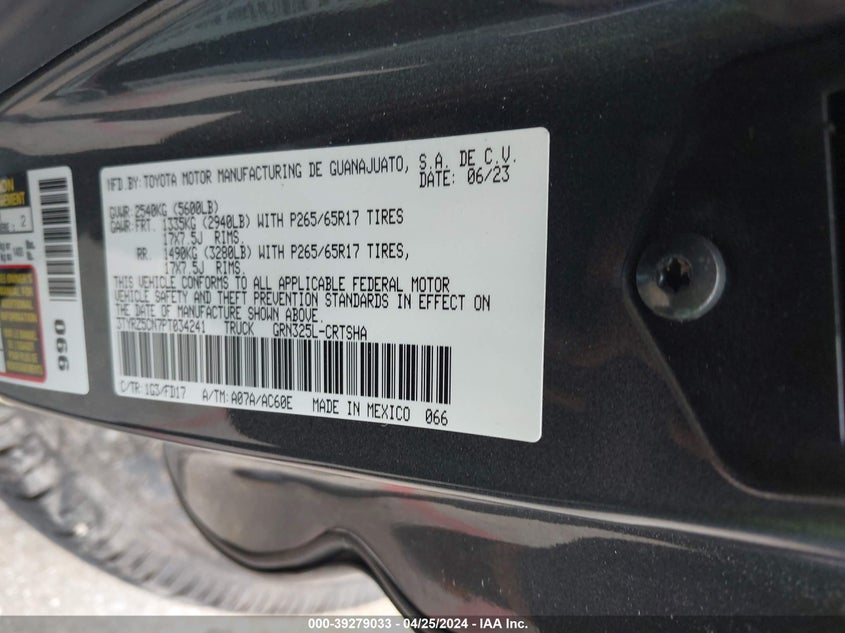 MFD.BY:TOYOTA MOTOR MANUFACTURING DE GUANAJUATO, S.A. DE C.V.
DATE: 06/23
GVWR: 2540KG (5600LB)
GAWR: FRT. 1335KG (2940LB) WITH P265/65R17 TIRES
17X7.5J RIMS.
RR. 1490KG (3280LB) WITH P265/65R17 TIRES,
17X7.5J RIMS.
THIS VEHICLE CONFORMS TO ALL APPLICABLE FEDERAL MOTOR
VEHICLE SAFETY AND THEFT PREVENTION STANDARDS IN EFFECT ON
THE DATE OF MANUFACTURE SHOWN ABOVE.
3TYRZ5CN7PT034241 TRUCK GRN325L-CRTSHA
C/TR: 1G3/FD17 A/TM: A07A/AC60E MADE IN MEXICO 066
066
2
000-39279033 / 04/25/2024 - IAA Inc.